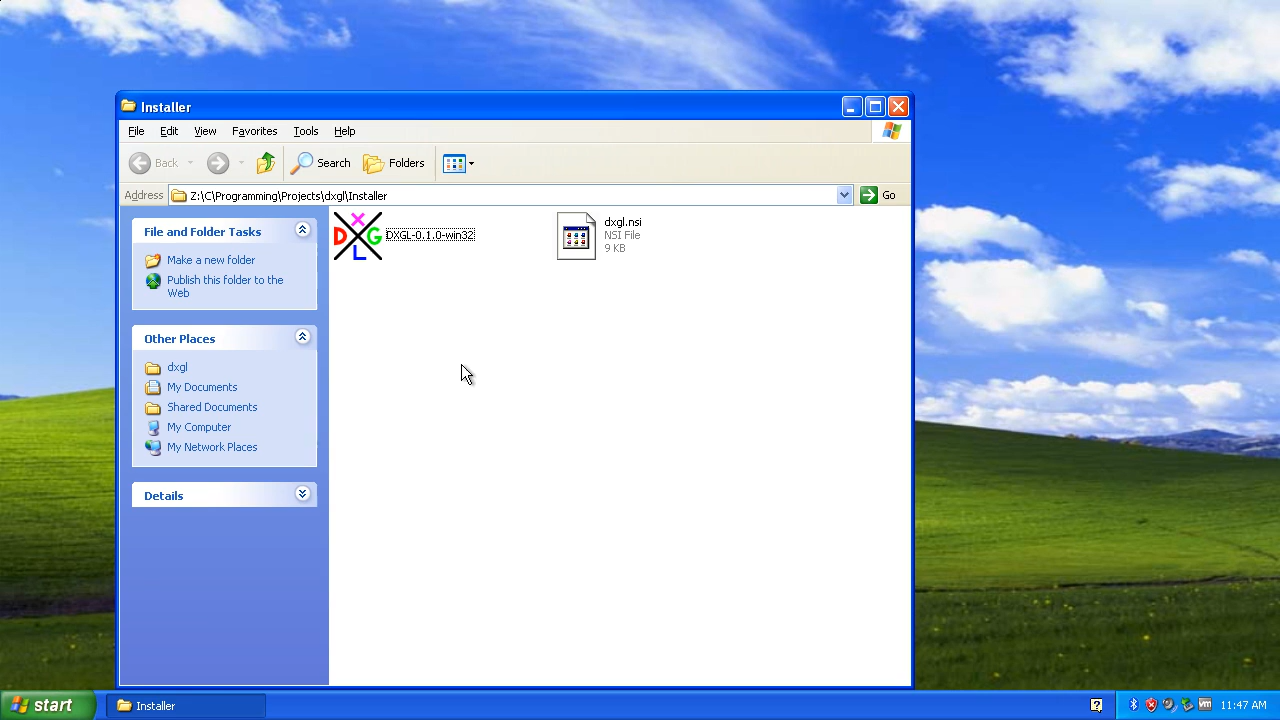 Installer
File Edit View Favorites Tools Help
Back Search Folders
Address Z:\C\Programming\Projects\dxgl\Installer Go
File and Folder Tasks
Make a new folder
Publish this folder to the
Web
Other Places
dxgl
My Documents
Shared Documents
My Computer
My Network Places
Details
X
D G
L
DXGL-0.1.0-win32
dxgl.nsi
NSI File
9 KB
start Installer ? vm 11:47 AM